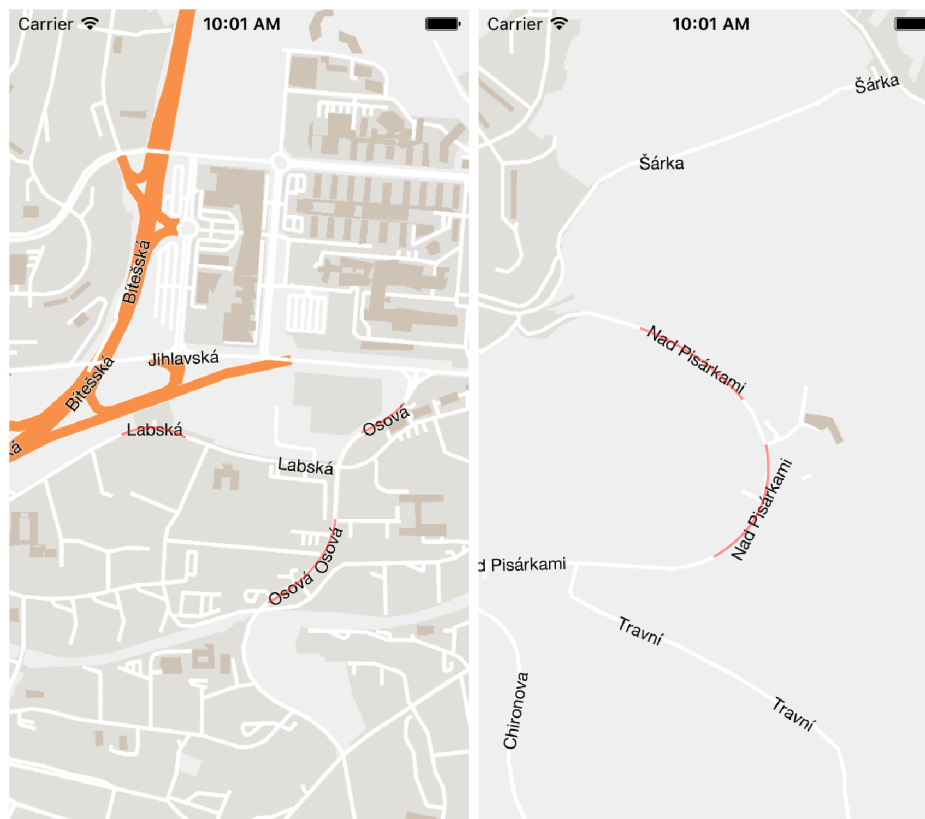 Carrier 10:01 AM
Bítešská
Jihlavská
Bítešská
Osová
Labská
ká
Labská
Osová
Osová
Carrier 10:01 AM
Šárka
Šárka
Nad Pisárkami
Nad Pisárkami
d Pisárkami
Travní
Chironova
Travní